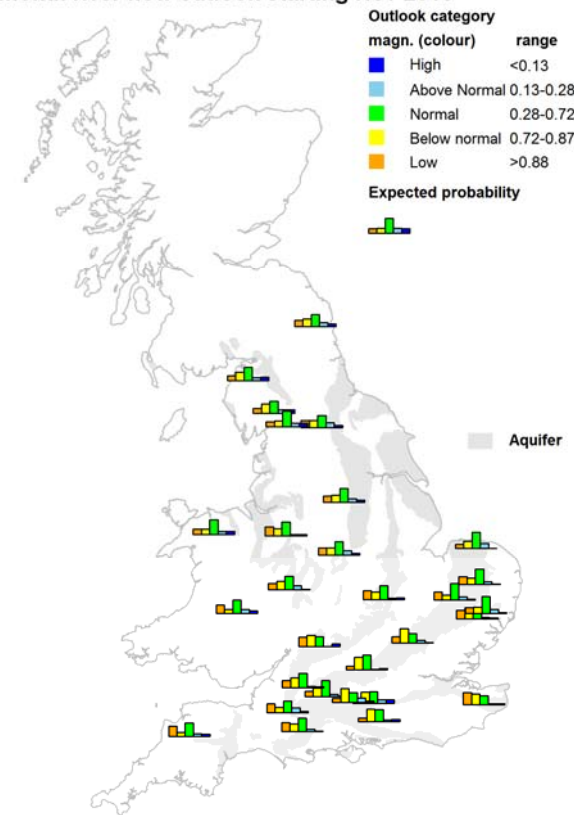 Outlook category
magn. (colour) range
High <0.13
Above Normal 0.13-0.28
Normal 0.28-0.72
Below normal 0.72-0.87
Low >0.88
Expected probability
Aquifer